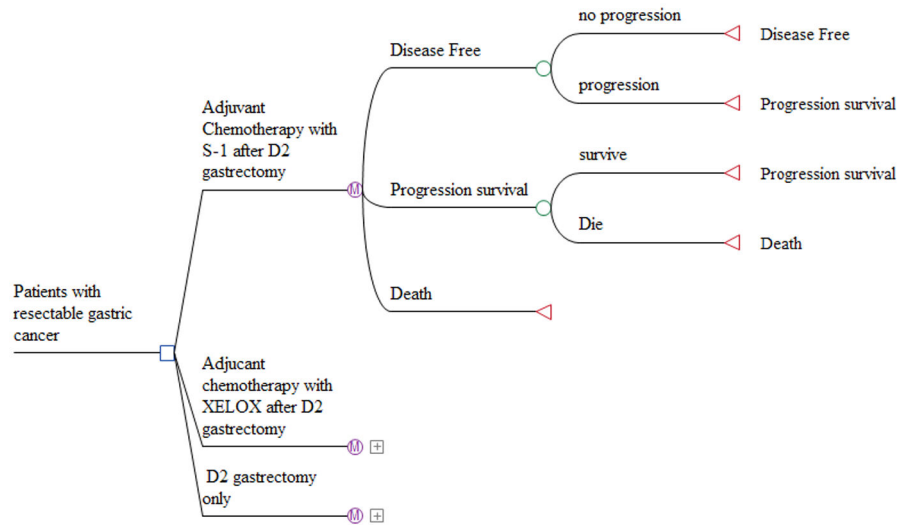 no progression
Disease Free
Disease Free
progression
Progression survival
Adjuvant
Chemotherapy with
S-1 after D2
gastrectomy
survive
Progression survival
M
Progression survival
Die
Death
Death
Patients with
resectable gastric
cancer
Adjucant
chemotherapy with
XELOX after D2
gastrectomy
M
D2 gastrectomy
only
M